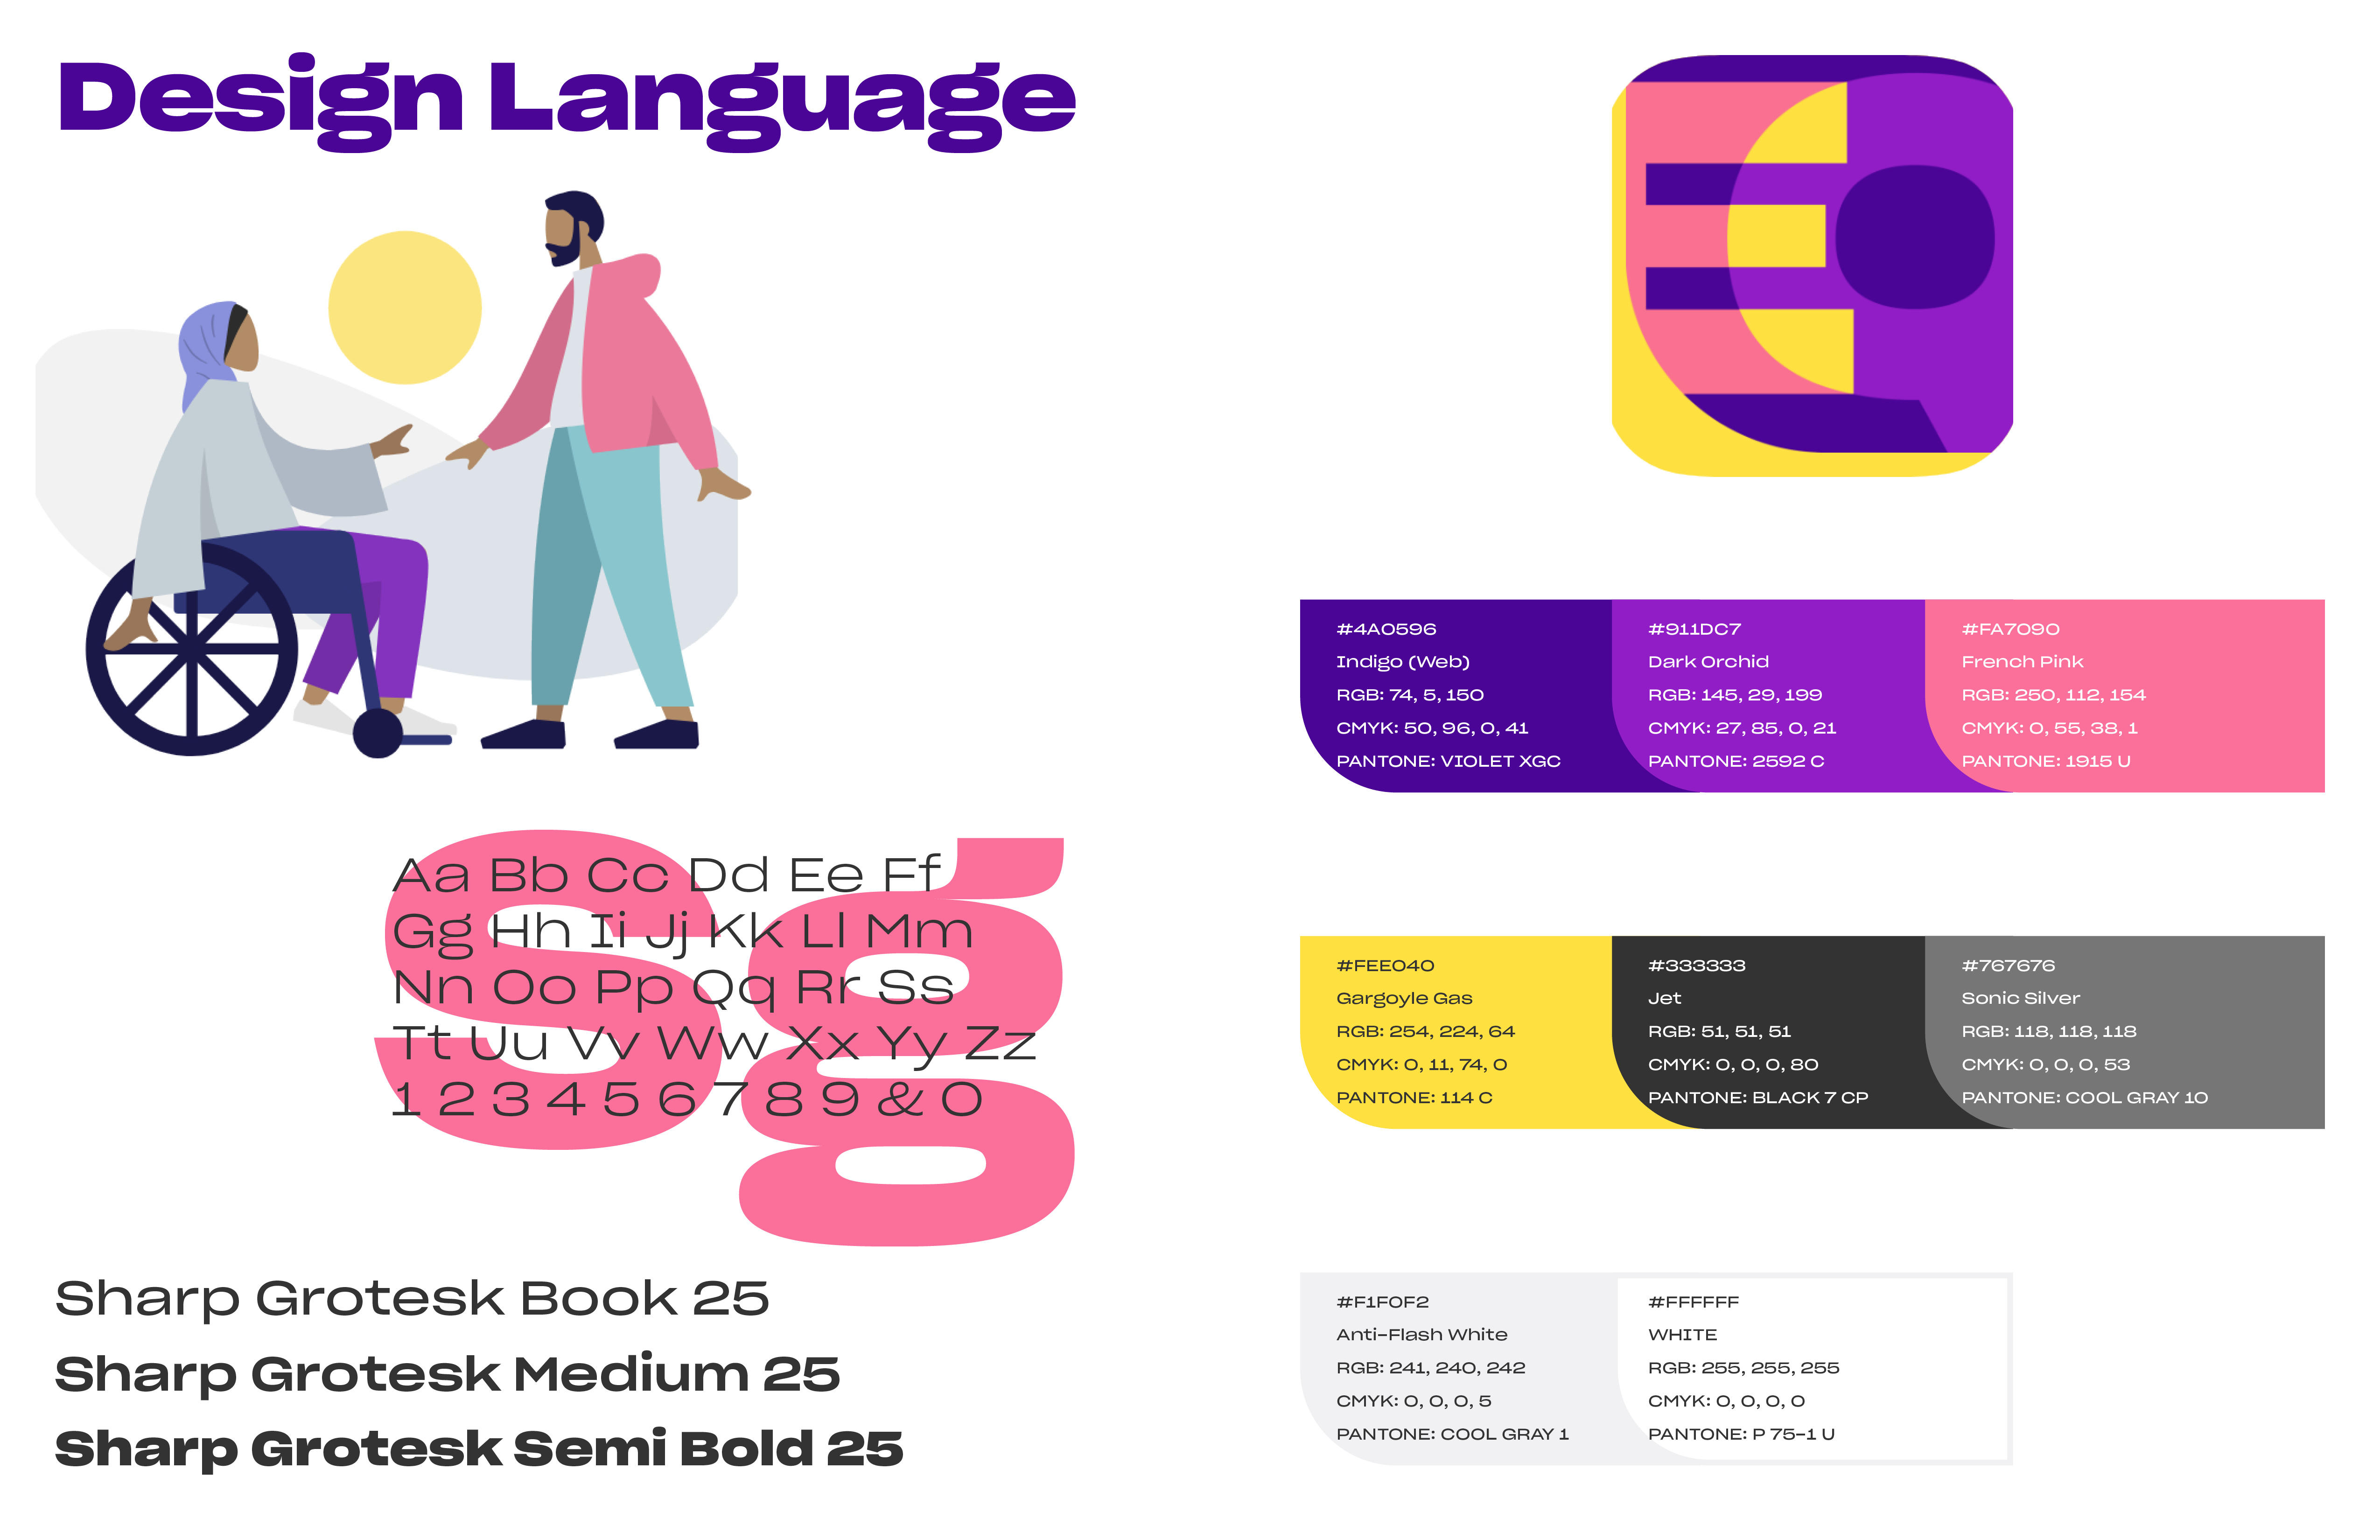 Design Language
EQ
#4A0596
Indigo (Web)
RGB: 74, 5, 150
CMYK: 50, 96, 0, 41
PANTONE: VIOLET XGC
#911DC7
Dark Orchid
RGB: 145, 29, 199
CMYK: 27, 85, 0, 21
PANTONE: 2592 C
#FA7090
French Pink
RGB: 250, 112, 154
CMYK: 0, 55, 38, 1
PANTONE: 1915 U
Sg
Aa Bb Cc Dd Ee Ff
Gg Hh Ii Jj Kk Ll Mm
Nn Oo Pp Qq Rr Ss
Tt Uu Vv Ww Xx Yy Zz
1 2 3 4 5 6 7 8 9 & 0
#FEE040
Gargoyle Gas
RGB: 254, 224, 64
CMYK: 0, 11, 74, 0
PANTONE: 114 C
#333333
Jet
RGB: 51, 51, 51
CMYK: 0, 0, 0, 80
PANTONE: BLACK 7 CP
#767676
Sonic Silver
RGB: 118, 118, 118
CMYK: 0, 0, 0, 53
PANTONE: COOL GRAY 10
Sharp Grotesk Book 25
Sharp Grotesk Medium 25
Sharp Grotesk Semi Bold 25
#F1F0F2
Anti-Flash White
RGB: 241, 240, 242
CMYK: 0, 0, 0, 5
PANTONE: COOL GRAY 1
#FFFFFF
WHITE
RGB: 255, 255, 255
CMYK: 0, 0, 0, 0
PANTONE: P 75-1 U